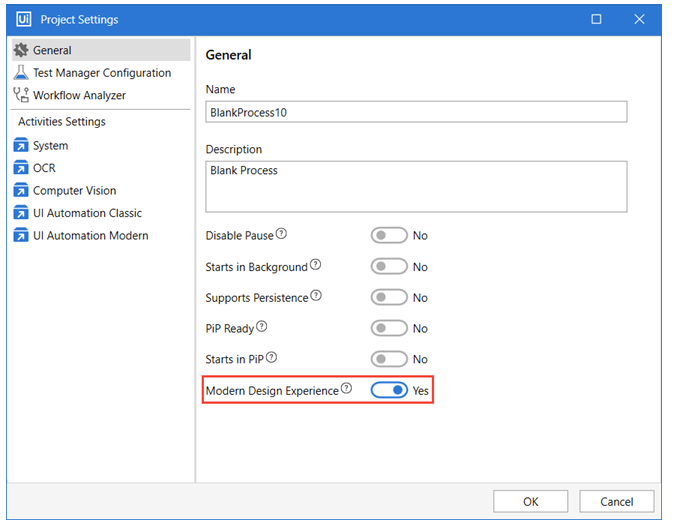 Ui Project Settings
General
Test Manager Configuration
Workflow Analyzer
Activities Settings
System
OCR
Computer Vision
UI Automation Classic
UI Automation Modern
General
Name
BlankProcess10
Description
Blank Process
Disable Pause ? No
Starts in Background ? No
Supports Persistence ? No
PiP Ready ? No
Starts in PiP ? No
Modern Design Experience ? Yes
OK Cancel